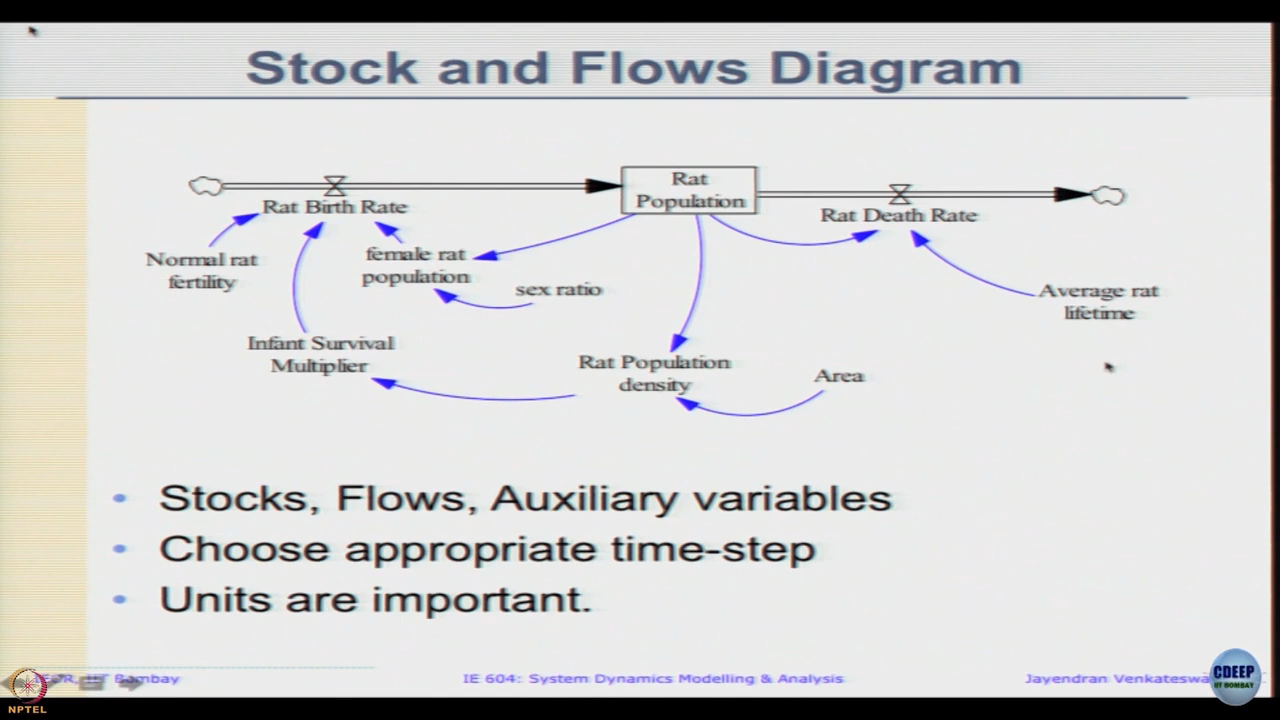 Stock and Flows Diagram
Rat
Population
Rat Birth Rate
Rat Death Rate
Normal rat
fertility
female rat
population
sex ratio
Average rat
lifetime
Infant Survival
Multiplier
Rat Population
density
Area
• Stocks, Flows, Auxiliary variables
• Choose appropriate time-step
• Units are important.
Bombay
IE 604: System Dynamics Modelling & Analysis
Jayendran
CDEEP
IIT BOMBAY
NPTEL